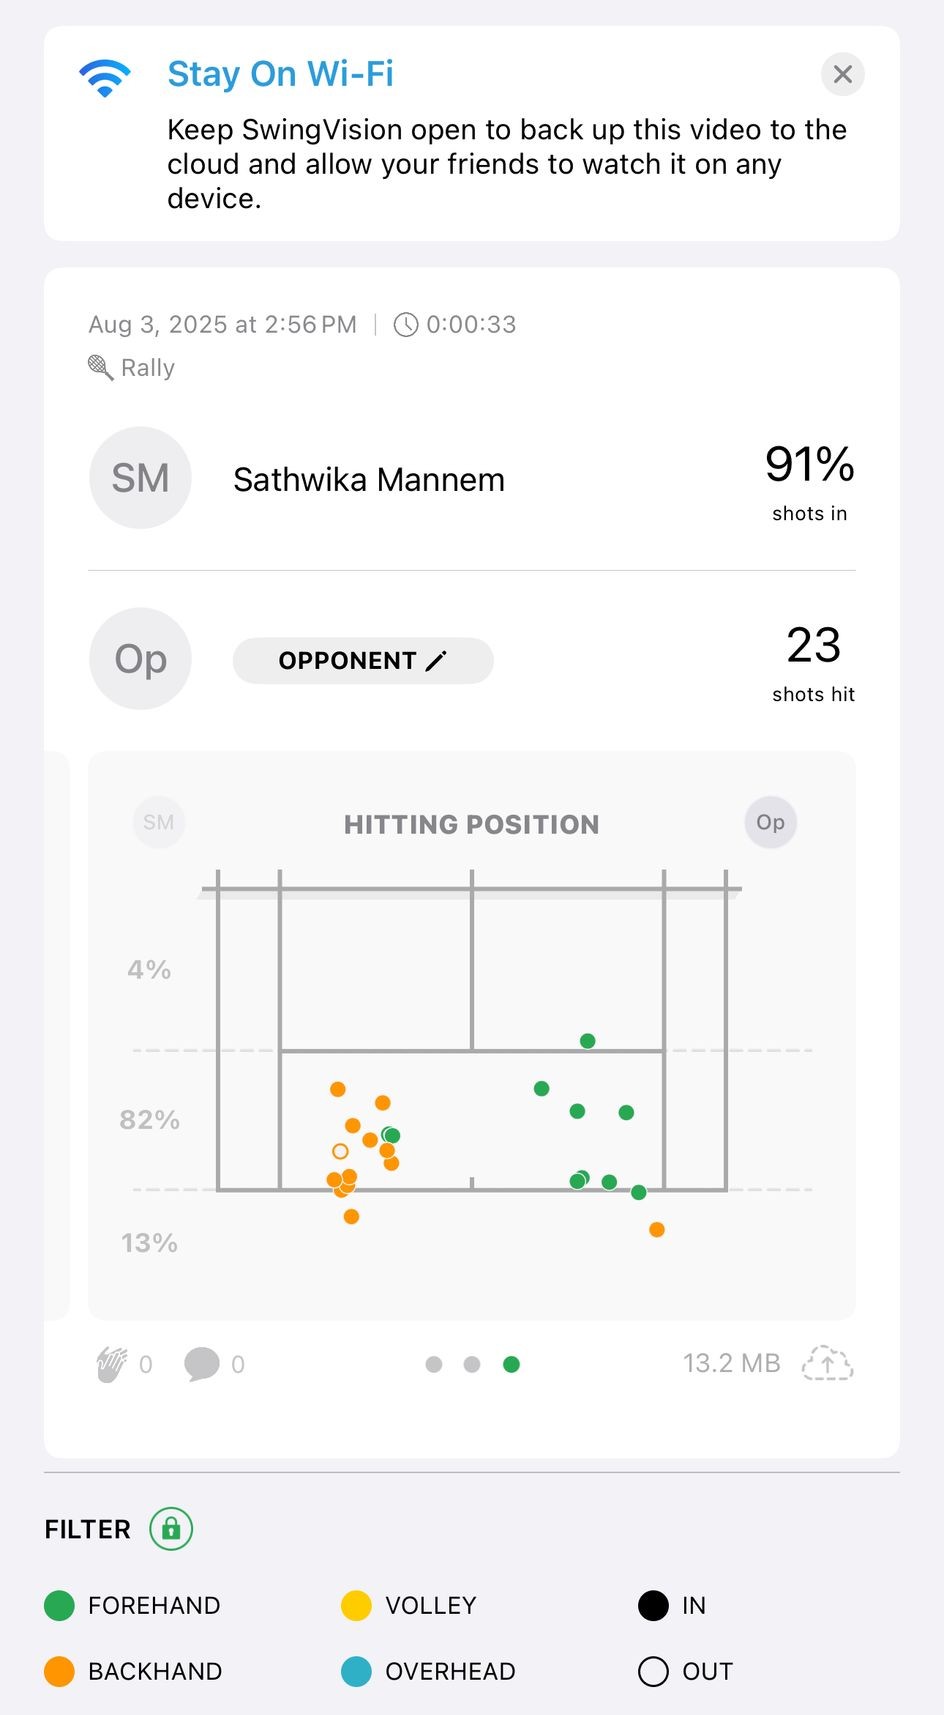 Stay On Wi-Fi
Keep SwingVision open to back up this video to the
cloud and allow your friends to watch it on any
device.
Aug 3, 2025 at 2:56 PM | 0:00:33
Rally
SM
Sathwika Mannem
91%
shots in
Op
OPPONENT
23
shots hit
SM
HITTING POSITION
Op
4%
82%
13%
0
0
13.2 MB
FILTER
FOREHAND
VOLLEY
IN
BACKHAND
OVERHEAD
OUT